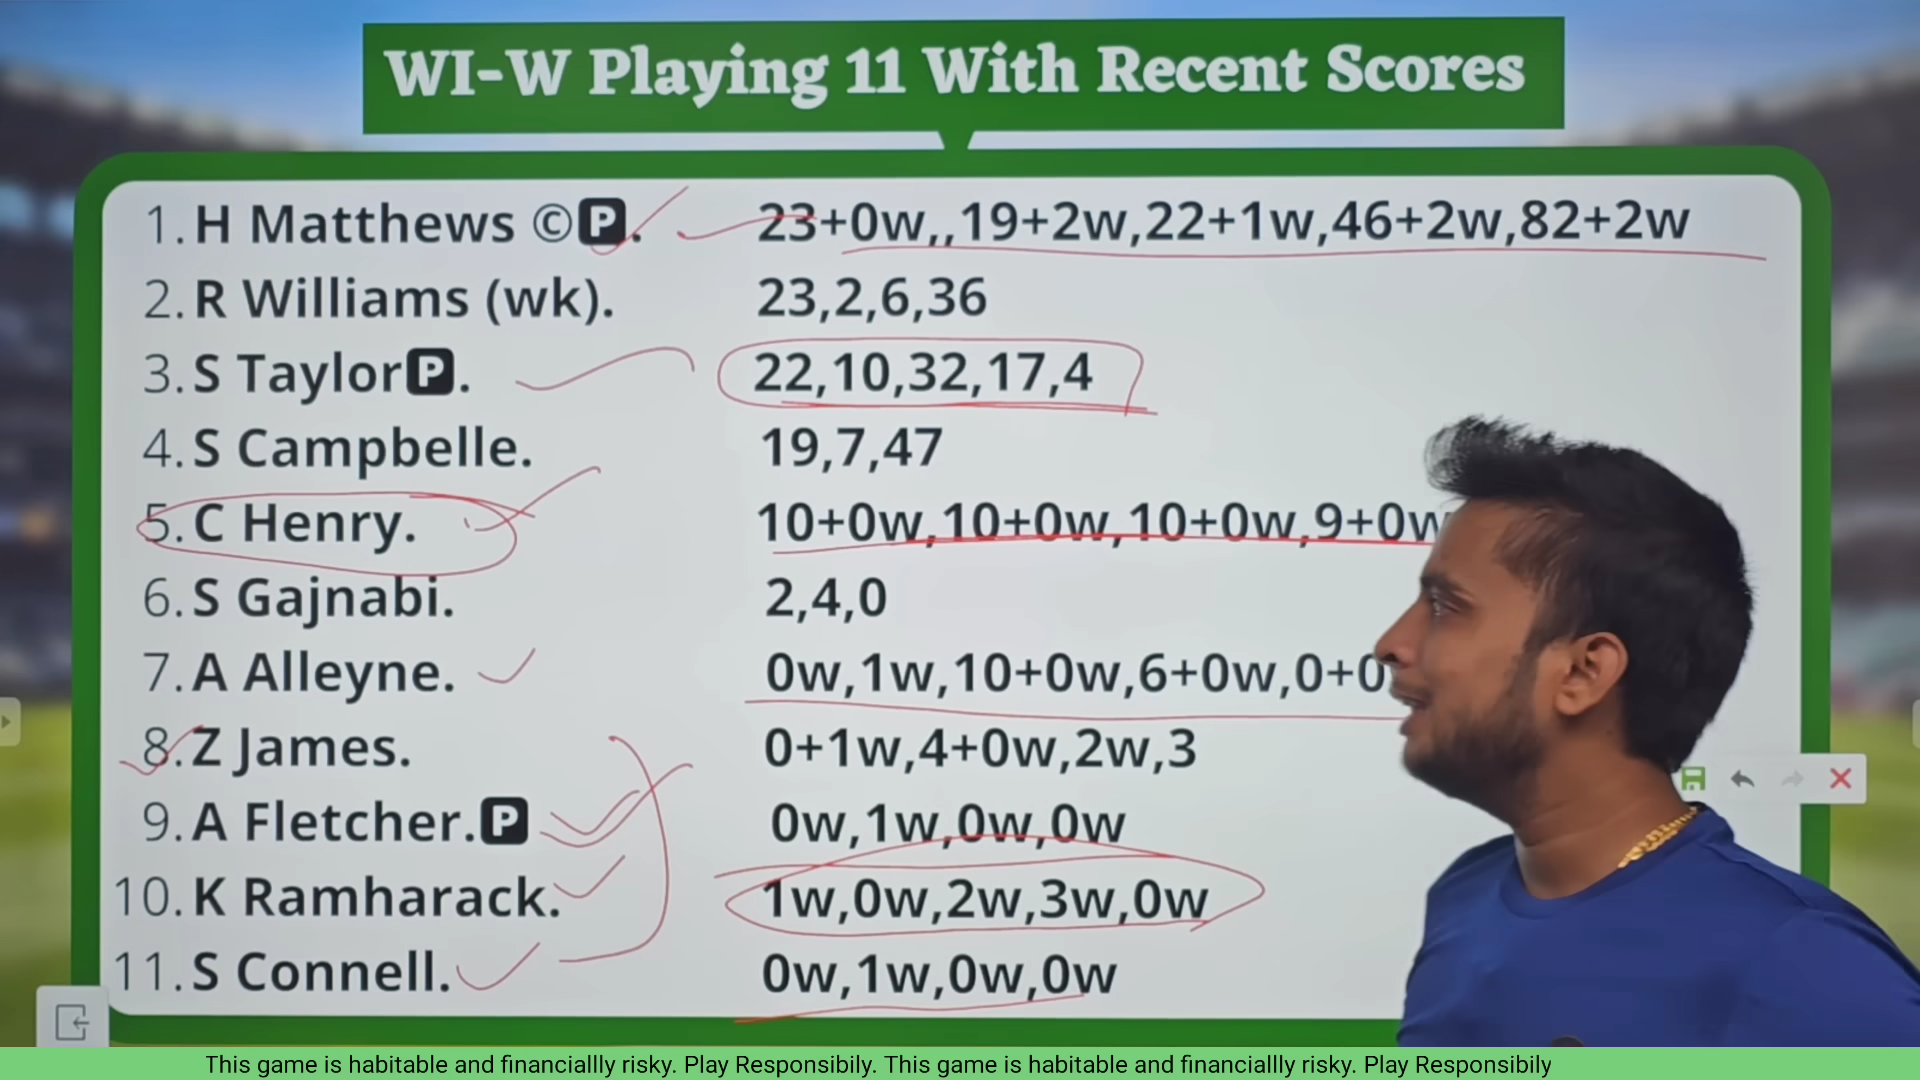 WI-W Playing 11 With Recent Scores
1. H Matthews ©🅿. 23+0w,,19+2w,22+1w,46+2w,82+2w
2. R Williams (wk). 23,2,6,36
3. S Taylor🅿. 22,10,32,17,4
4. S Campbelle. 19,7,47
5. C Henry. 10+0w,10+0w,10+0w,9+0w
6. S Gajnabi. 2,4,0
7. A Alleyne. 0w,1w,10+0w,6+0w,0+0
8. Z James. 0+1w,4+0w,2w,3
9. A Fletcher.🅿 0w,1w,0w,0w
10. K Ramharack. 1w,0w,2w,3w,0w
11. S Connell. 0w,1w,0w,0w
This game is habitable and financiallly risky. Play Responsibily. This game is habitable and financiallly risky. Play Responsibily